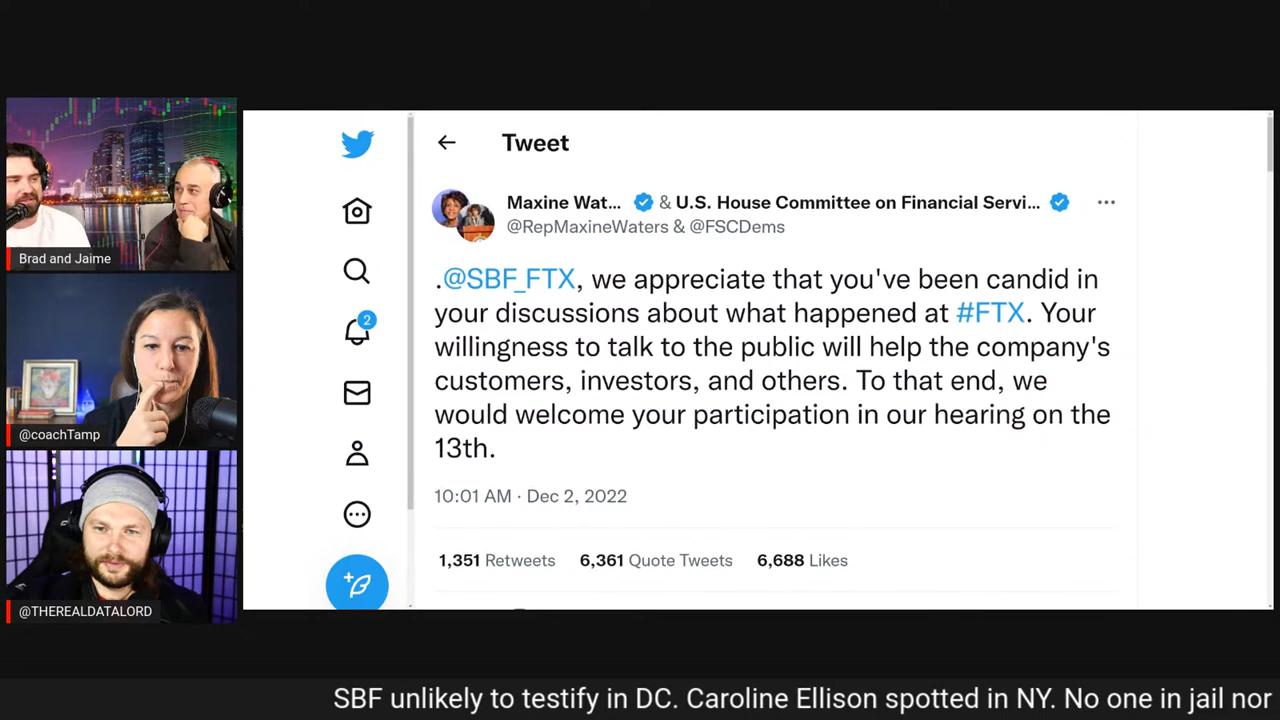 Brad and Jaime
@coachTamp
@THEREALDATALORD
2
Tweet
Maxine Wat... & U.S. House Committee on Financial Servi...
@RepMaxineWaters & @FSCDems
.@SBF_FTX, we appreciate that you've been candid in
your discussions about what happened at #FTX. Your
willingness to talk to the public will help the company's
customers, investors, and others. To that end, we
would welcome your participation in our hearing on the
13th.
10:01 AM · Dec 2, 2022
1,351 Retweets 6,361 Quote Tweets 6,688 Likes
SBF unlikely to testify in DC. Caroline Ellison spotted in NY. No one in jail nor